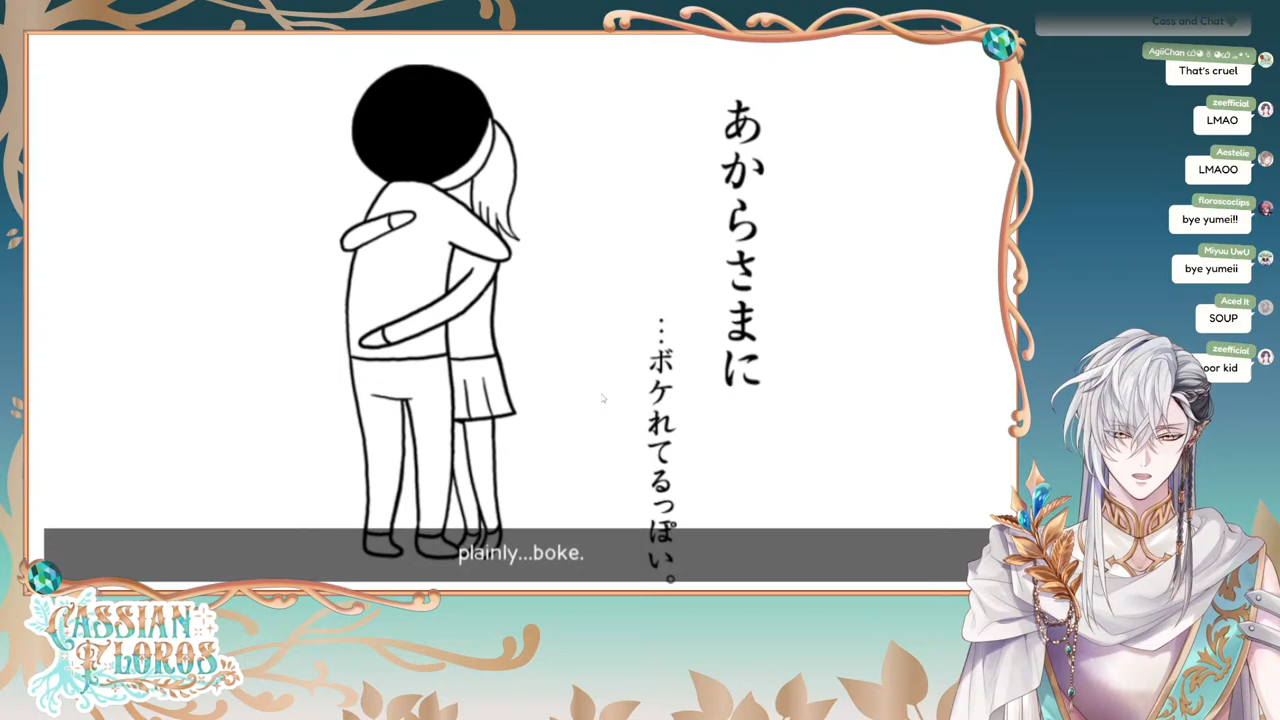 あからさまに
…ボケれてるっぽい。
plainly...boke.
CASSIAN
FLOROS
Cass and Chat
AgiiChan
That's cruel
zeefficial
LMAO
Aestelie
LMAOO
floroscoclips
bye yumei!!
Miyuu UwU
bye yumeii
Aced It
SOUP
zeefficial
oor kid